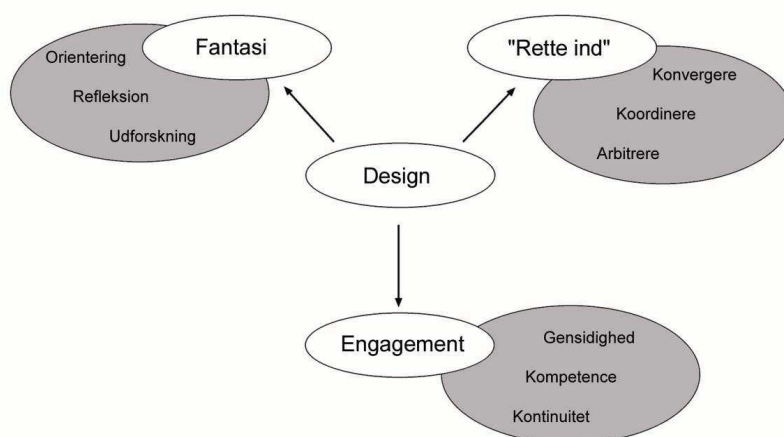 Fantasi
Orientering
Refleksion
Udforskning
"Rette ind"
Konvergere
Koordinere
Arbitrere
Design
Engagement
Gensidighed
Kompetence
Kontinuitet